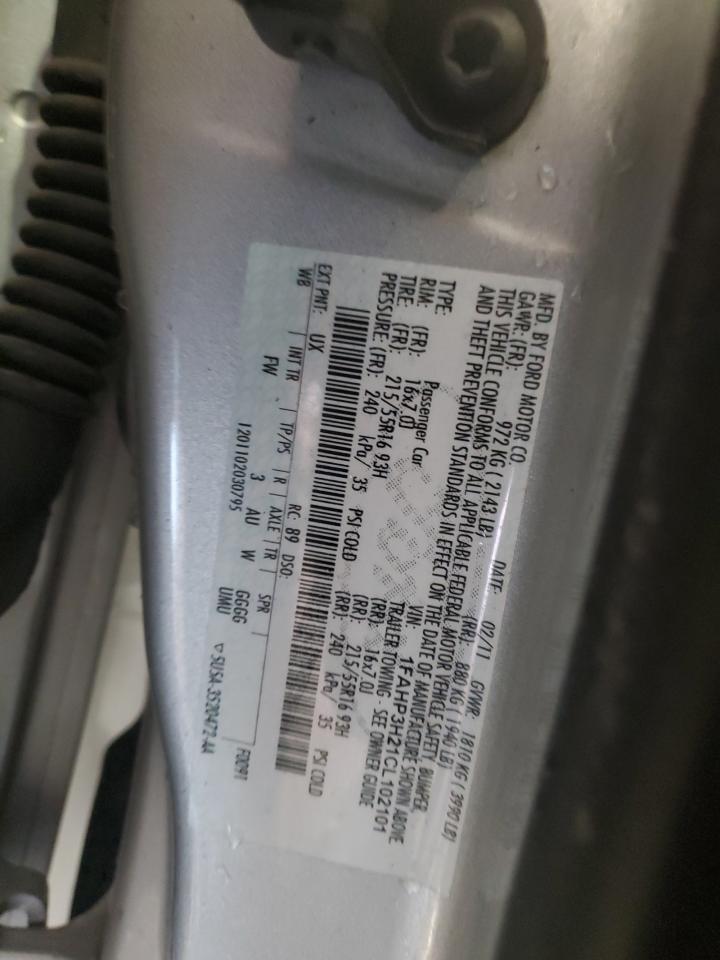 MFD. BY FORD MOTOR CO.
DATE: 02/11 GVWR: 1810 KG ( 3990 LB)
GAWR: (FR): 972 KG ( 2143 LB) (RR): 880 KG ( 1940 LB)
THIS VEHICLE CONFORMS TO ALL APPLICABLE FEDERAL MOTOR VEHICLE SAFETY, BUMPER,
AND THEFT PREVENTION STANDARDS IN EFFECT ON THE DATE OF MANUFACTURE SHOWN ABOVE
VIN: 1FAHP3H21CL102101
TYPE: Passenger Car TRAILER TOWING - SEE OWNER GUIDE
RIM: (FR): 16x7.0J (RR): 16x7.0J
TIRE: (FR): 215/55R16 93H (RR): 215/55R16 93H
PRESSURE: (FR): 240 kPa/ 35 PSI COLD (RR): 240 kPa/ 35 PSI COLD
EXT PNT: UX RC: 89 DSO:
WB INT TR TP/PS R AXLE TR SPR F0091
FW 3 AU W GGGG
UMU
1201102030795 SUSA-3520472-AA